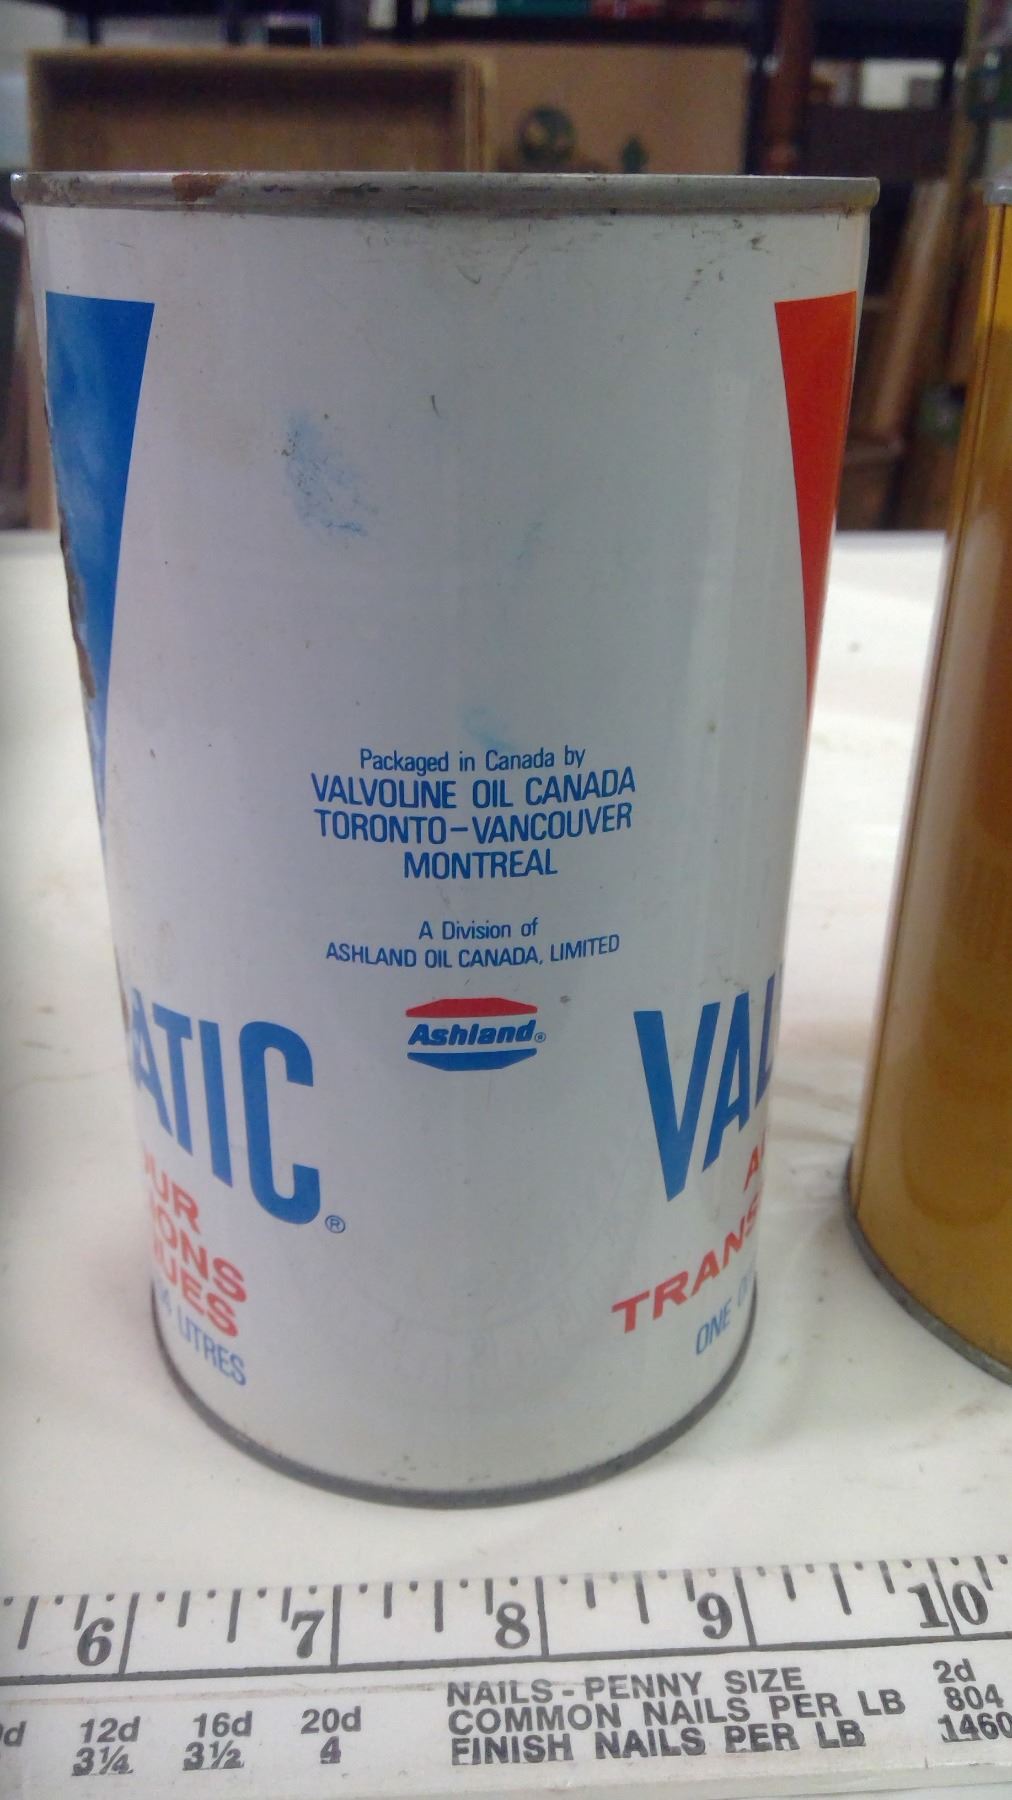 Packaged in Canada by
VALVOLINE OIL CANADA
TORONTO-VANCOUVER
MONTREAL
A Division of
ASHLAND OIL CANADA, LIMITED
Ashland®
ATIC®
UR
ONS
UES
LITRES
VAL
A
TRANS
ONE
6 7 8 9 10
NAILS - PENNY SIZE 2d
COMMON NAILS PER LB 804
FINISH NAILS PER LB 1460
d 12d 16d 20d
3¼ 3½ 4